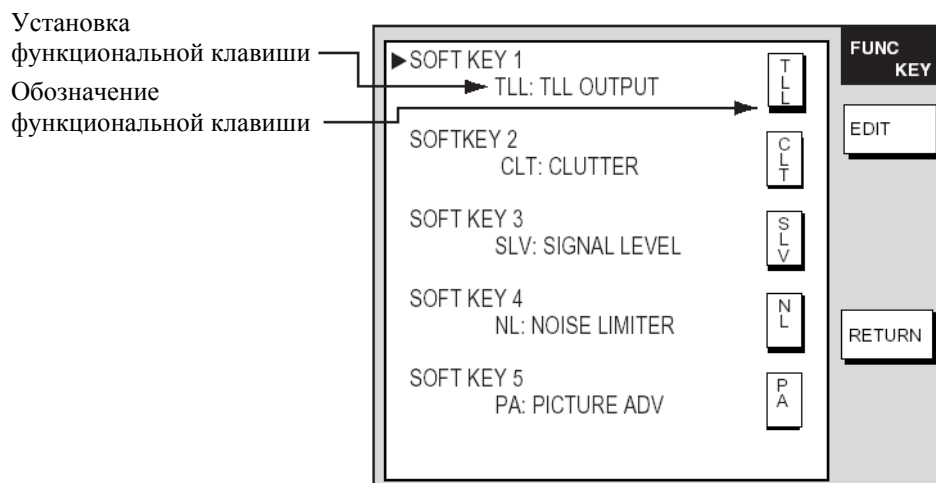 Установка
функциональной клавиши
Обозначение
функциональной клавиши
SOFT KEY 1
TLL: TLL OUTPUT
TLL
SOFTKEY 2
CLT: CLUTTER
CLT
SOFT KEY 3
SLV: SIGNAL LEVEL
SLV
SOFT KEY 4
NL: NOISE LIMITER
NL
SOFT KEY 5
PA: PICTURE ADV
PA
FUNC
KEY
EDIT
RETURN